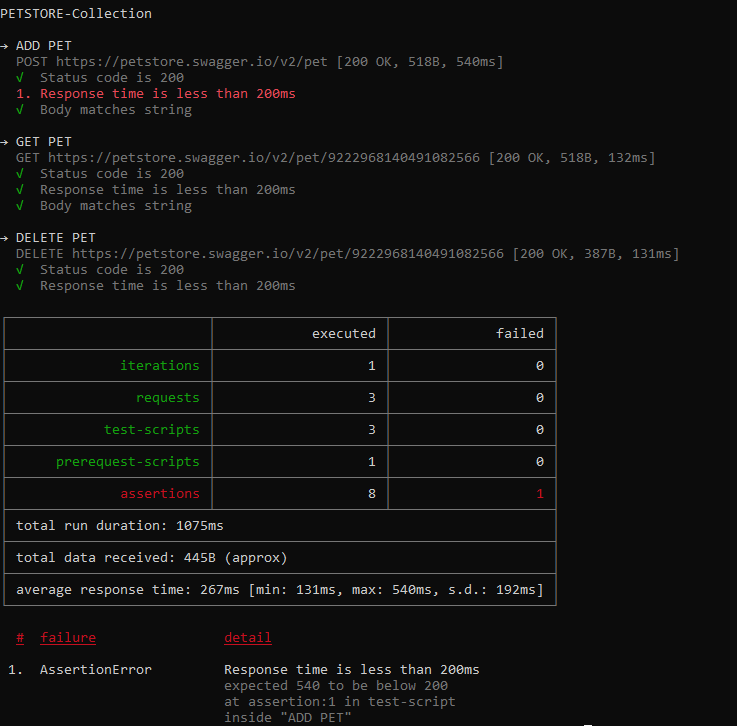 PETSTORE-Collection
→ ADD PET
POST https://petstore.swagger.io/v2/pet [200 OK, 518B, 540ms]
√ Status code is 200
1. Response time is less than 200ms
√ Body matches string
→ GET PET
GET https://petstore.swagger.io/v2/pet/9222968140491082566 [200 OK, 518B, 132ms]
√ Status code is 200
√ Response time is less than 200ms
√ Body matches string
→ DELETE PET
DELETE https://petstore.swagger.io/v2/pet/9222968140491082566 [200 OK, 387B, 131ms]
√ Status code is 200
√ Response time is less than 200ms
executed failed
iterations 1 0
requests 3 0
test-scripts 3 0
prerequest-scripts 1 0
assertions 8 1
total run duration: 1075ms
total data received: 445B (approx)
average response time: 267ms [min: 131ms, max: 540ms, s.d.: 192ms]
# failure detail
1. AssertionError Response time is less than 200ms
expected 540 to be below 200
at assertion:1 in test-script
inside "ADD PET"